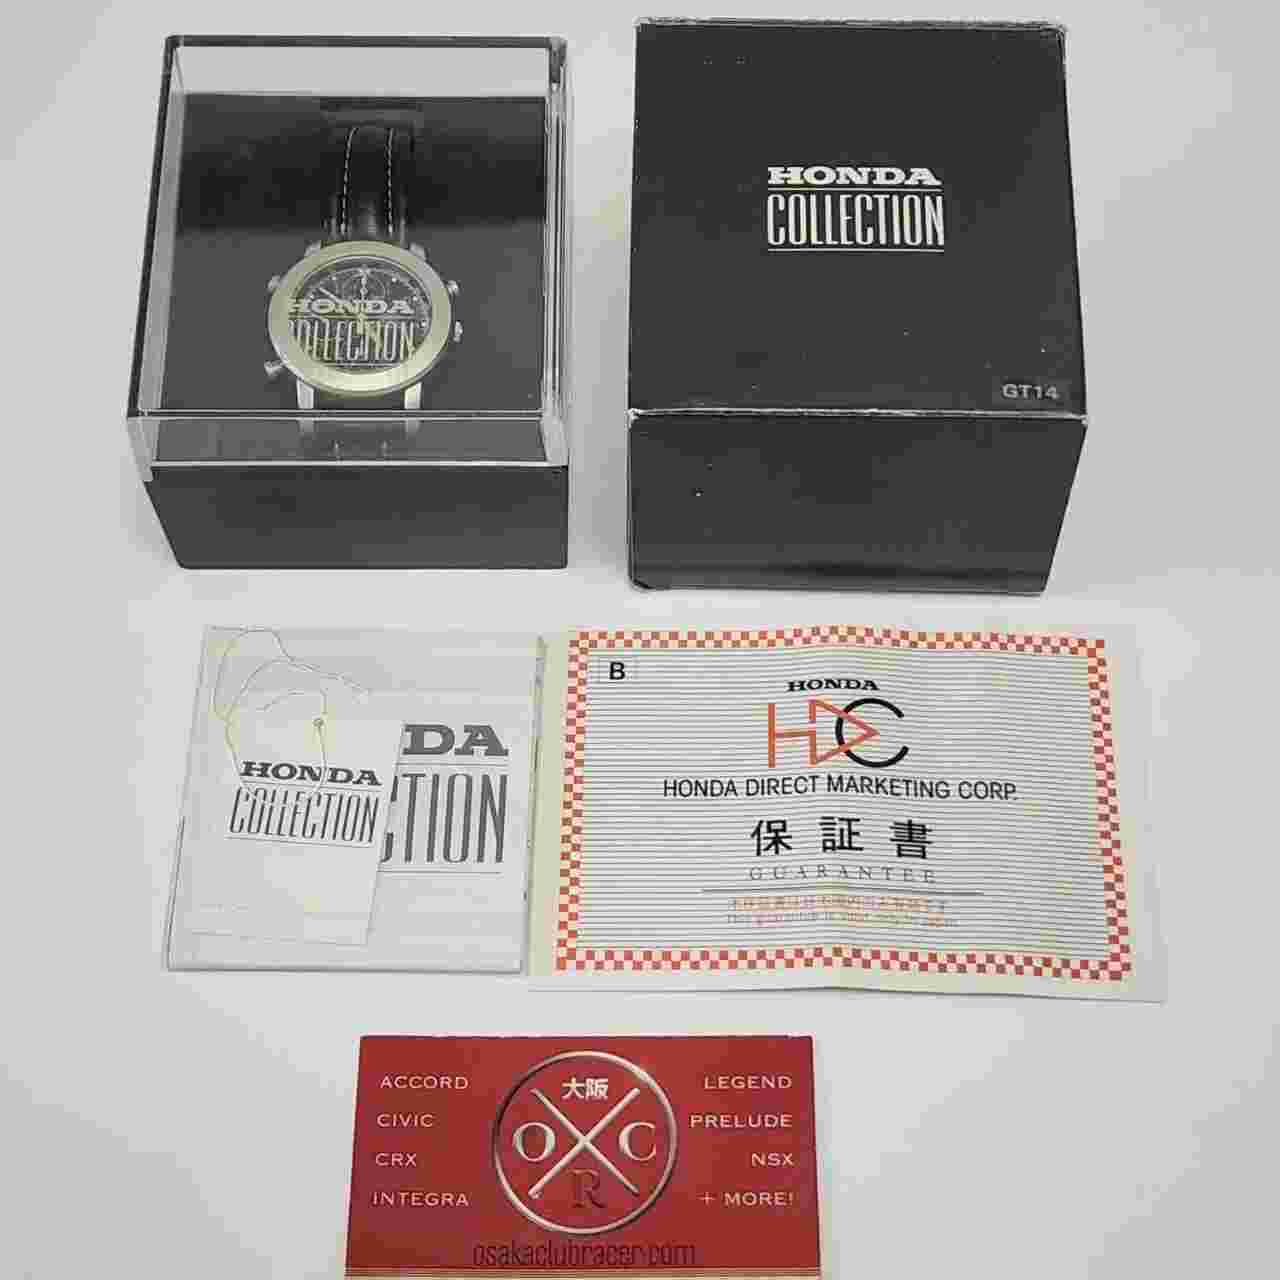 HONDA
COLLECTION
HONDA
COLLECTION
GT14
DA
CTION
HONDA
COLLECTION
B
HONDA
HDC
HONDA DIRECT MARKETING CORP.
保証書
GUARANTEE
ACCORD
CIVIC
CRX
INTEGRA
大阪
O C
R
LEGEND
PRELUDE
NSX
+ MORE!
osakaclubracer.com